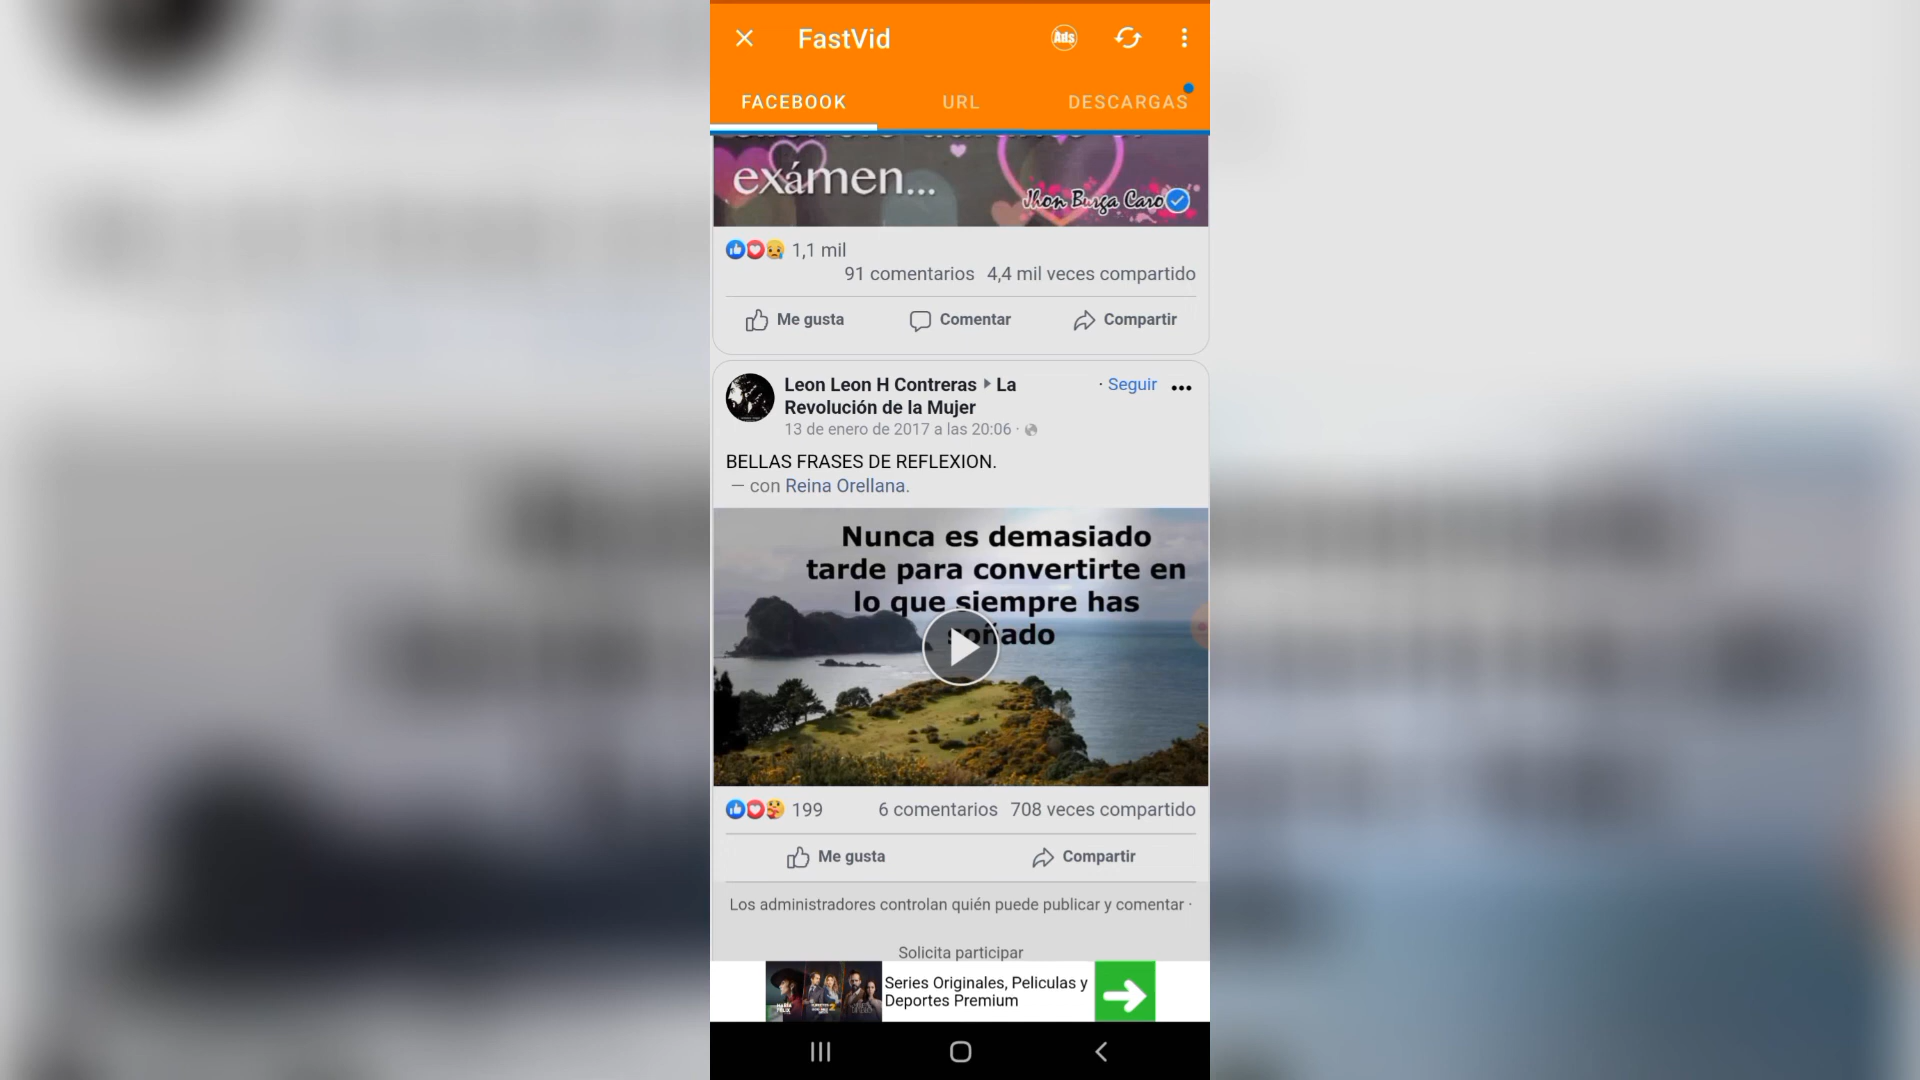 FastVid
Ads
FACEBOOK URL DESCARGAS
exámen...
Jhon Burga Caro
1,1 mil
91 comentarios 4,4 mil veces compartido
Me gusta Comentar Compartir
Leon Leon H Contreras ▸ La
Revolución de la Mujer
· Seguir
13 de enero de 2017 a las 20:06 ·
BELLAS FRASES DE REFLEXION.
— con Reina Orellana.
Nunca es demasiado
tarde para convertirte en
lo que siempre has
soñado
199 6 comentarios 708 veces compartido
Me gusta Compartir
Los administradores controlan quién puede publicar y comentar ·
Solicita participar
Series Originales, Peliculas y
Deportes Premium